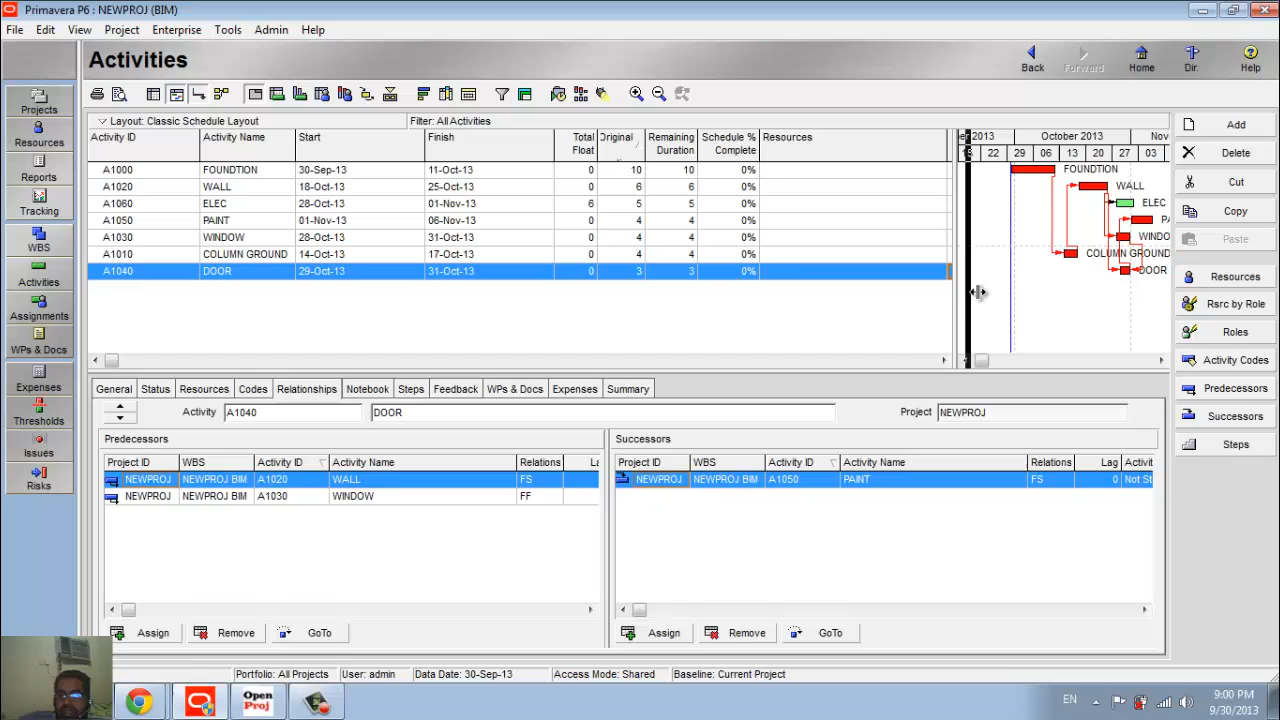 Primavera P6 : NEWPROJ (BIM)
File Edit View Project Enterprise Tools Admin Help
Activities
Back Forward Home Dir. Help
Layout: Classic Schedule Layout Filter: All Activities
Activity ID Activity Name Start Finish Total Float Original Remaining Duration Schedule % Complete Resources
A1000 FOUNDTION 30-Sep-13 11-Oct-13 0 10 10 0%
A1020 WALL 18-Oct-13 25-Oct-13 0 6 6 0%
A1060 ELEC 28-Oct-13 01-Nov-13 6 5 5 0%
A1050 PAINT 01-Nov-13 06-Nov-13 0 4 4 0%
A1030 WINDOW 28-Oct-13 31-Oct-13 0 4 4 0%
A1010 COLUMN GROUND 14-Oct-13 17-Oct-13 0 4 4 0%
A1040 DOOR 29-Oct-13 31-Oct-13 0 3 3 0%
er 2013 October 2013 Nov
22 29 06 13 20 27 03
FOUNDTION
WALL
ELEC
PA
WINDO
COLUMN GROUND
DOOR
Projects
Resources
Reports
Tracking
WBS
Activities
Assignments
WPs & Docs
Expenses
Thresholds
Issues
Risks
Add
Delete
Cut
Copy
Paste
Resources
Rsrc by Role
Roles
Activity Codes
Predecessors
Successors
Steps
General Status Resources Codes Relationships Notebook Steps Feedback WPs & Docs Expenses Summary
Activity A1040 DOOR Project NEWPROJ
Predecessors
Project ID WBS Activity ID Activity Name Relations La
NEWPROJ NEWPROJ BIM A1020 WALL FS
NEWPROJ NEWPROJ BIM A1030 WINDOW FF
Assign Remove GoTo
Successors
Project ID WBS Activity ID Activity Name Relations Lag Activit
NEWPROJ NEWPROJ BIM A1050 PAINT FS 0 Not St
Assign Remove GoTo
Portfolio: All Projects User: admin Data Date: 30-Sep-13 Access Mode: Shared Baseline: Current Project
Open Proj
EN
9:00 PM
9/30/2013